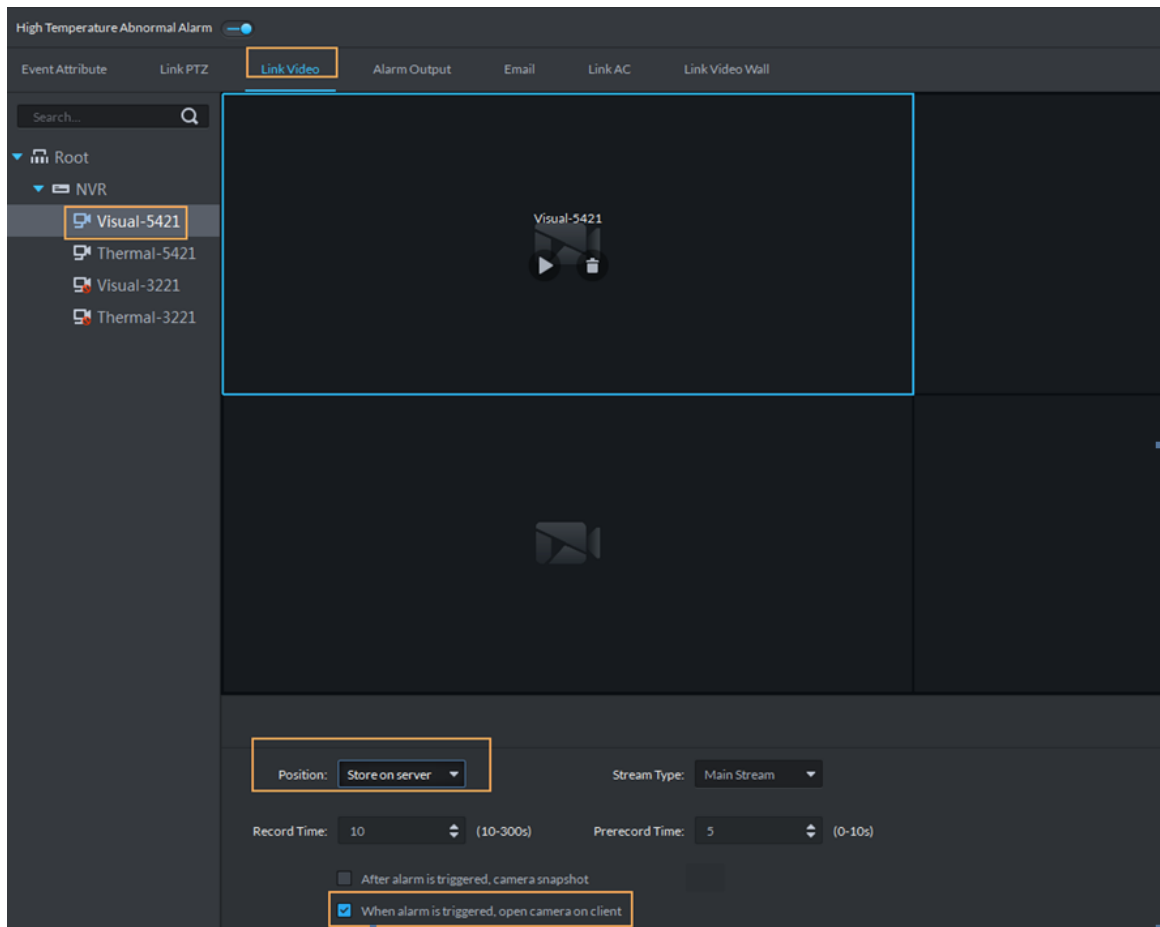 High Temperature Abnormal Alarm
Event Attribute Link PTZ Link Video Alarm Output Email Link AC Link Video Wall
Search...
Root
NVR
Visual-5421
Thermal-5421
Visual-3221
Thermal-3221
Visual-5421
Position: Store on server Stream Type: Main Stream
Record Time: 10 (10-300s) Prerecord Time: 5 (0-10s)
After alarm is triggered, camera snapshot
When alarm is triggered, open camera on client